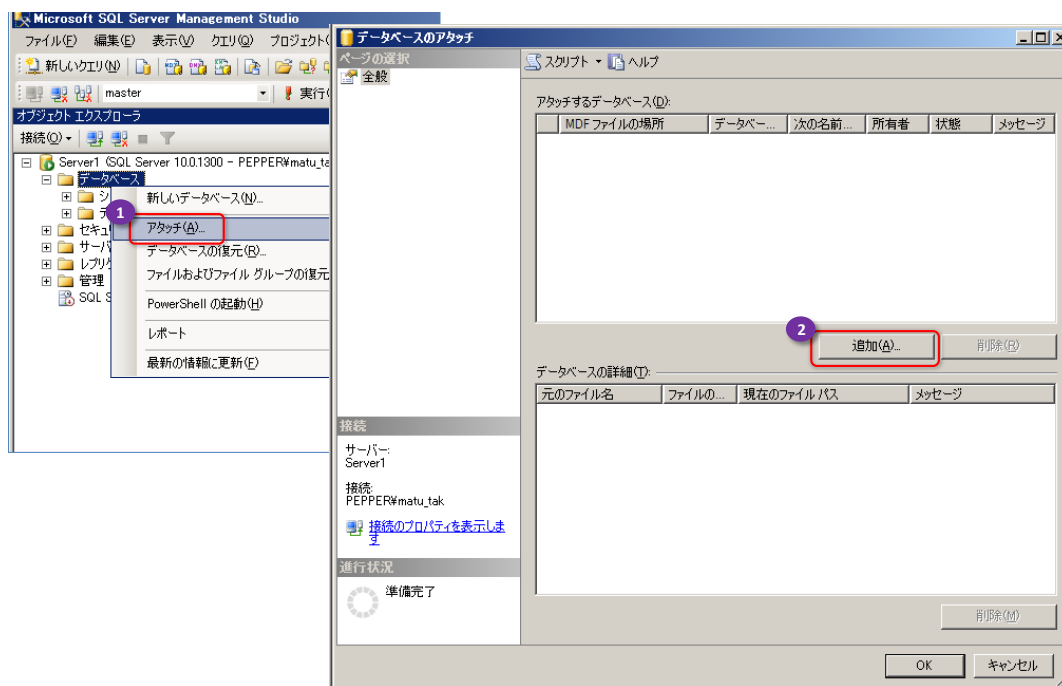 Microsoft SQL Server Management Studio
ファイル(F) 編集(E) 表示(V) クエリ(Q) プロジェクト(
新しいクエリ(N)
master
実行(
オブジェクト エクスプローラ
接続(O)
Server1 (SQL Server 10.0.1300 - PEPPER¥matu_ta
データベース
シ
デ
セキュ
サーバ
レプリケ
管理
SQL S
1
新しいデータベース(N)...
アタッチ(A)...
データベースの復元(R)...
ファイルおよびファイル グループの復元
PowerShell の起動(H)
レポート
最新の情報に更新(F)
データベースのアタッチ
ページの選択
全般
スクリプト ヘルプ
アタッチするデータベース(D):
MDF ファイルの場所 データベー... 次の名前... 所有者 状態 メッセージ
2
追加(A)... 削除(R)
データベースの詳細(T):
元のファイル名 ファイルの... 現在のファイル パス メッセージ
接続
サーバー:
Server1
接続:
PEPPER¥matu_tak
接続のプロパティを表示しま
す
進行状況
準備完了
削除(M)
OK キャンセル